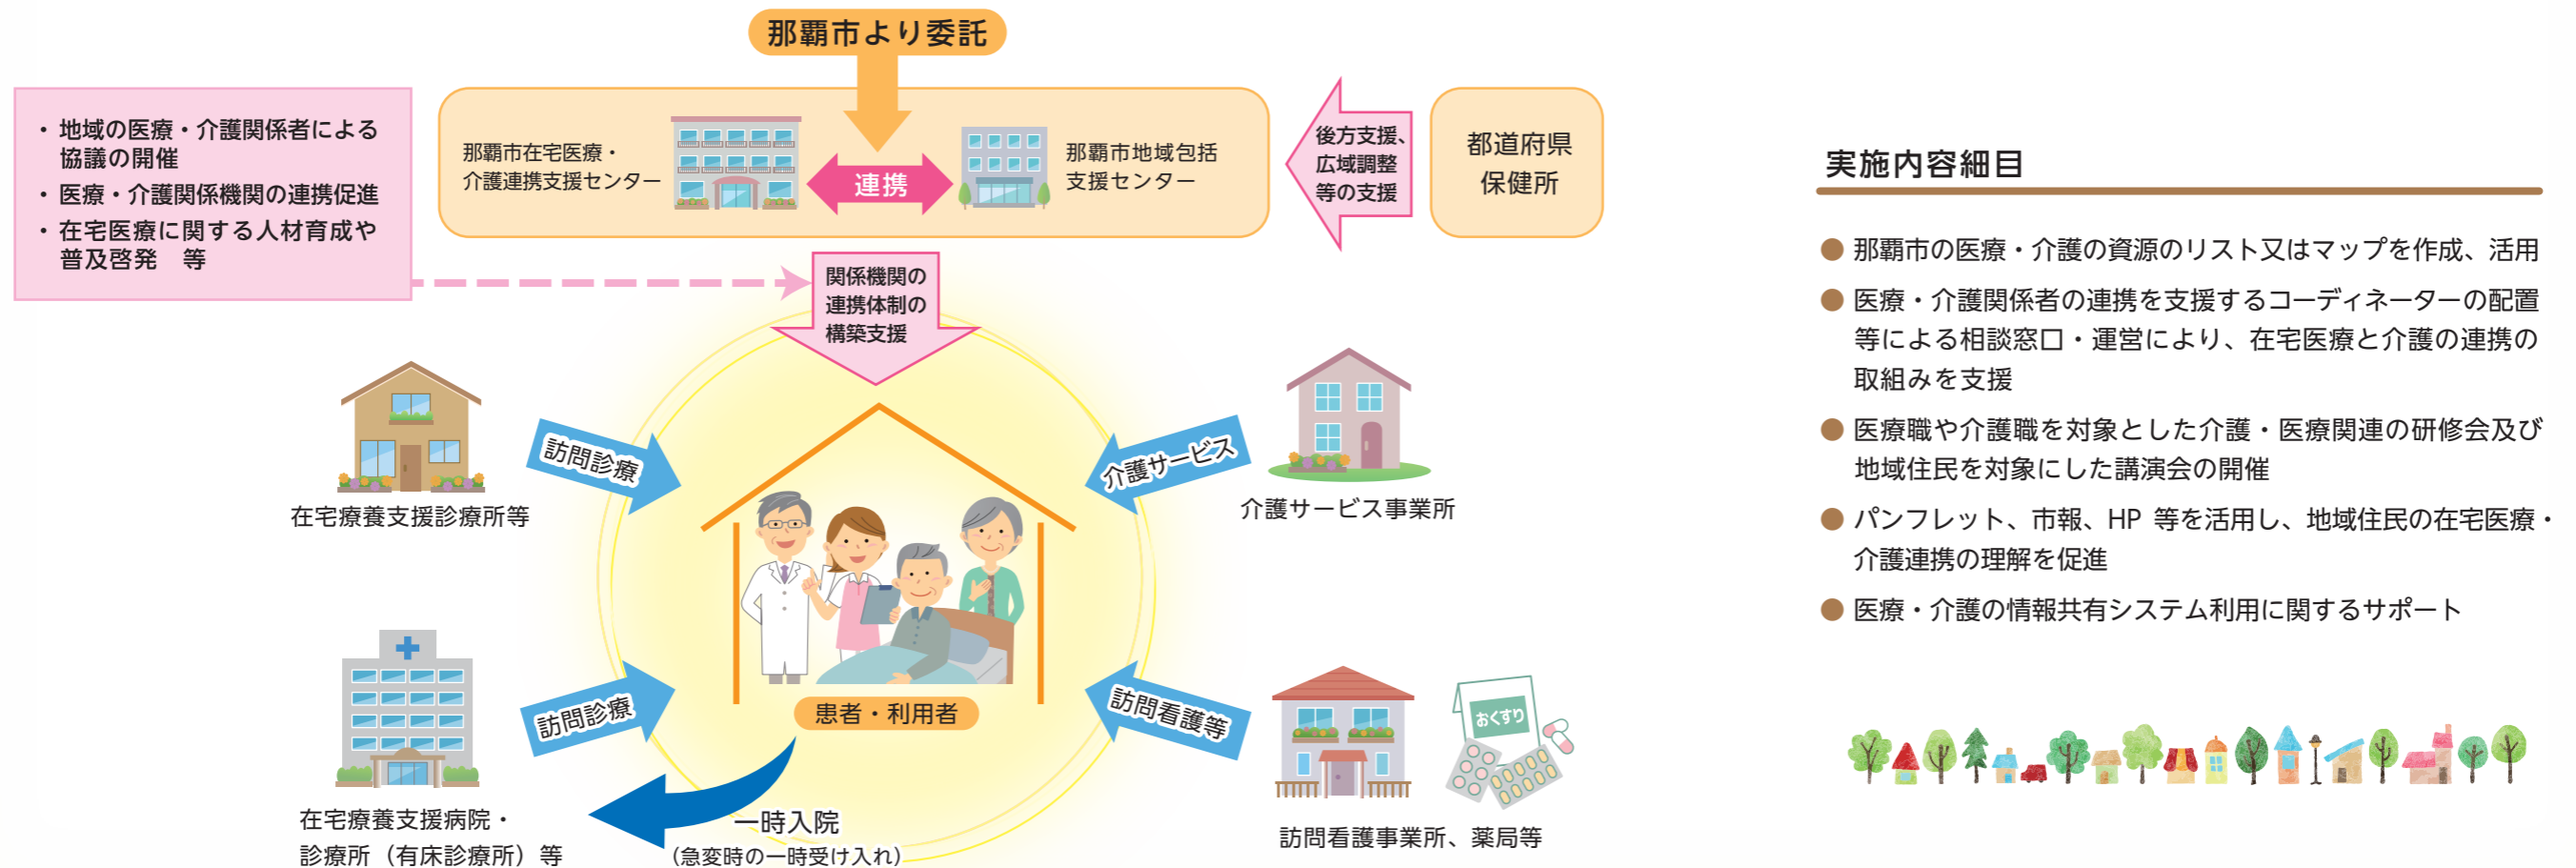 那覇市より委託
・ 地域の医療・介護関係者による
協議の開催
・ 医療・介護関係機関の連携促進
・ 在宅医療に関する人材育成や
普及啓発　等
那覇市在宅医療・
介護連携支援センター
連携
那覇市地域包括
支援センター
後方支援、
広域調整
等の支援
都道府県
保健所
関係機関の
連携体制の
構築支援
訪問診療
在宅療養支援診療所等
介護サービス
介護サービス事業所
訪問診療
在宅療養支援病院・
診療所（有床診療所）等
患者・利用者
一時入院
（急変時の一時受け入れ）
訪問看護等
おくすり
訪問看護事業所、薬局等
実施内容細目
● 那覇市の医療・介護の資源のリスト又はマップを作成、活用
● 医療・介護関係者の連携を支援するコーディネーターの配置
等による相談窓口・運営により、在宅医療と介護の連携の
取組みを支援
● 医療職や介護職を対象とした介護・医療関連の研修会及び
地域住民を対象にした講演会の開催
● パンフレット、市報、HP 等を活用し、地域住民の在宅医療・
介護連携の理解を促進
● 医療・介護の情報共有システム利用に関するサポート